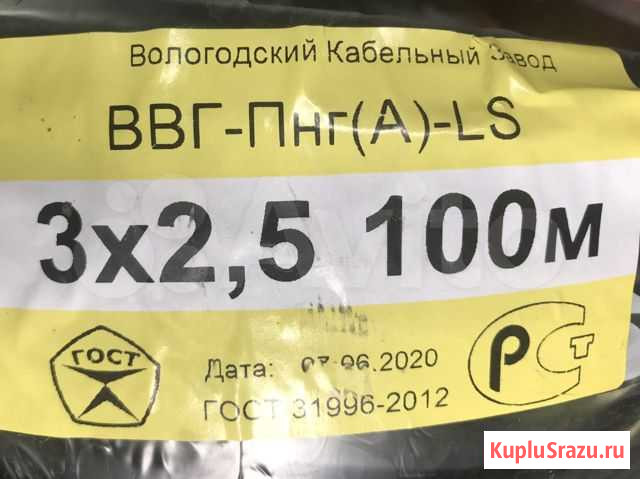 Вологодский Кабельный Завод
ВВГ-Пнг(А)-LS
3х2,5 100м
ГОСТ
Дата: 07.06.2020
ГОСТ 31996-2012
РСТ
Avito
KupluSrazu.ru